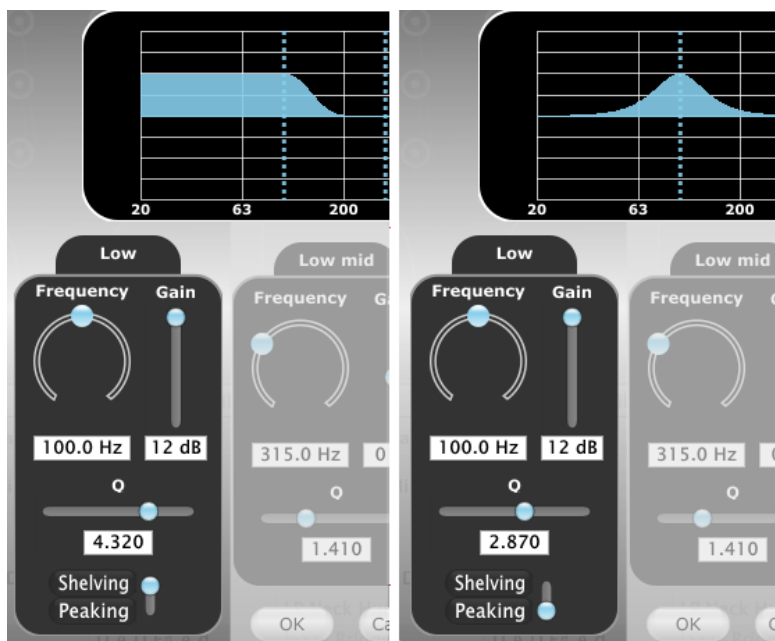 20 63 200
Low
Low mid
Frequency Gain
Frequency
100.0 Hz 12 dB
315.0 Hz 0
Q
Q
4.320
1.410
Shelving
Peaking
OK
20 63 200
Low
Low mid
Frequency Gain
Frequency
100.0 Hz 12 dB
315.0 Hz
Q
Q
2.870
1.410
Shelving
Peaking
OK